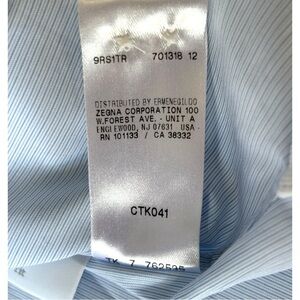 9RS1TR 701318 12
DISTRIBUTED BY ERMENEGILDO
ZEGNA CORPORATION 100
W.FOREST AVE. - UNIT A
ENGLEWOOD, NJ 07631 USA -
RN 101133 / CA 38332
CTK041